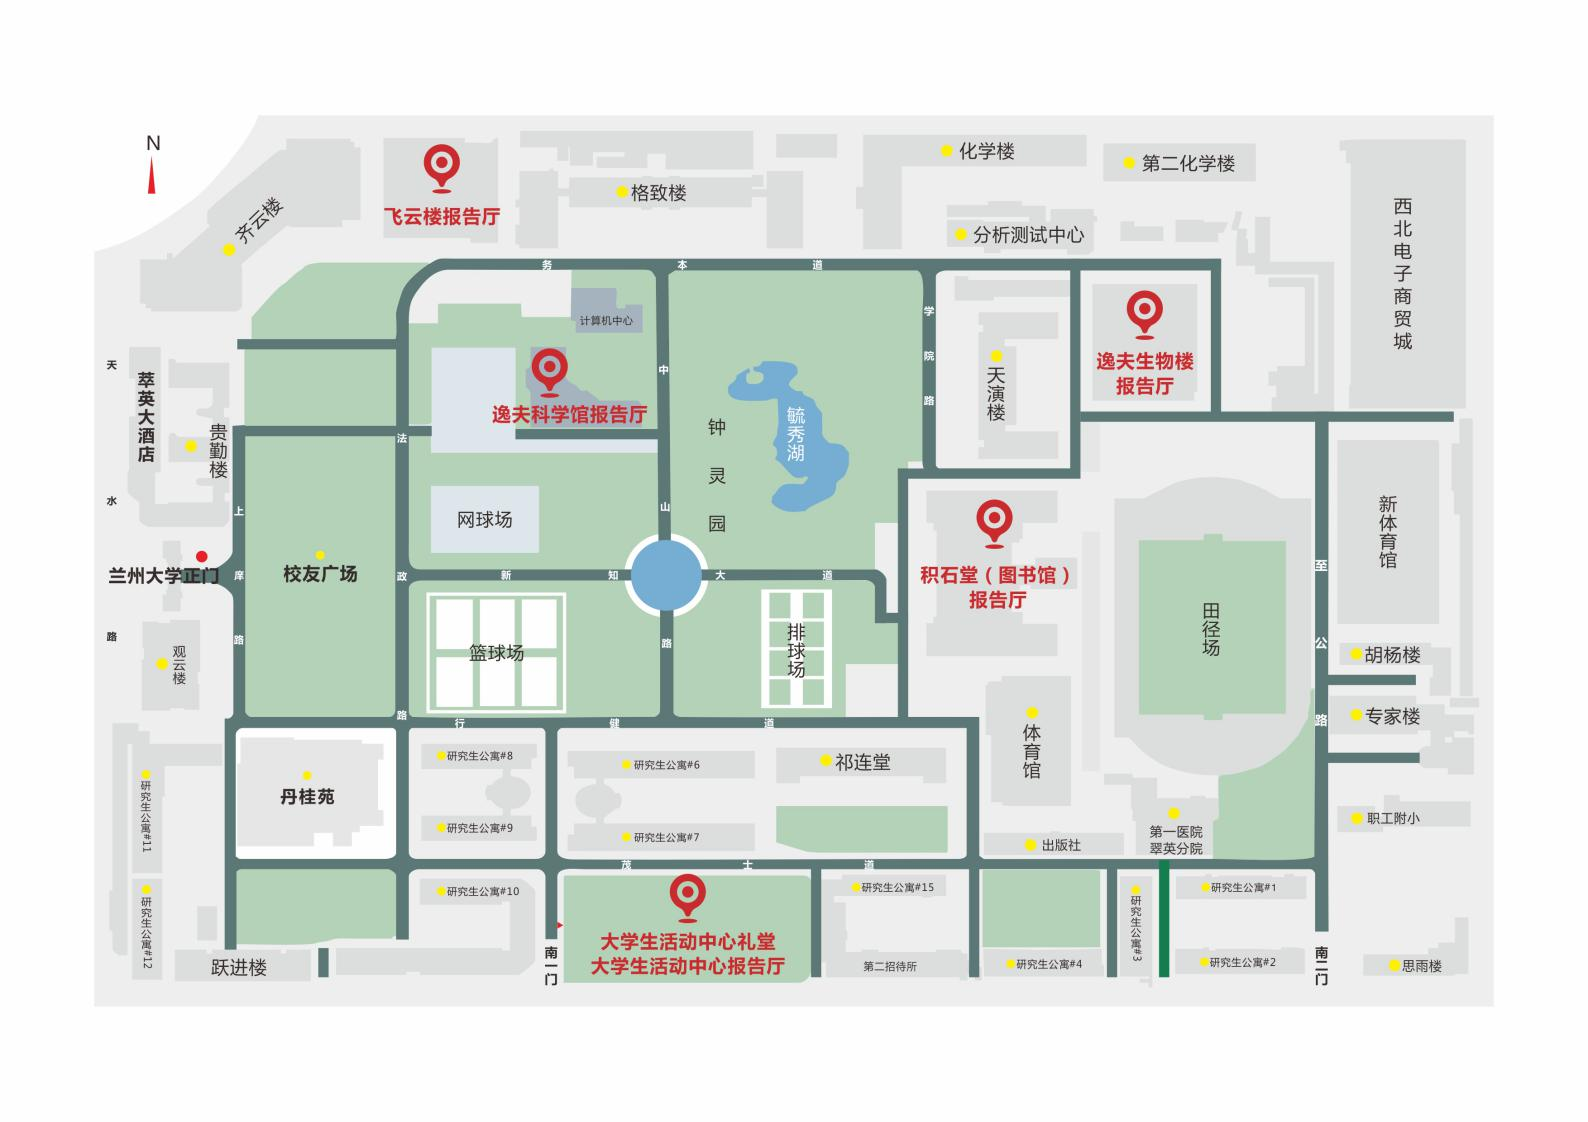 N
化学楼
第二化学楼
飞云楼报告厅
格致楼
齐云楼
分析测试中心
西北电子商贸城
务本道
计算机中心
学院路
逸夫生物楼
报告厅
天水路
萃英大酒店
贵勤楼
逸夫科学馆报告厅
中山路
毓秀湖
天演楼
钟灵园
法政路
上庠路
网球场
新体育馆
兰州大学正门
校友广场
新知大道
积石堂（图书馆）
报告厅
至公路
田径场
观云楼
篮球场
排球场
胡杨楼
专家楼
行健道
体育馆
研究生公寓#8
研究生公寓#6
祁连堂
研究生公寓#11
丹桂苑
研究生公寓#9
研究生公寓#7
出版社
第一医院
翠英分院
职工附小
茂士道
研究生公寓#12
研究生公寓#10
研究生公寓#15
研究生公寓#3
研究生公寓#1
大学生活动中心礼堂
大学生活动中心报告厅
跃进楼
南一门
第二招待所
研究生公寓#4
研究生公寓#2
南二门
思雨楼